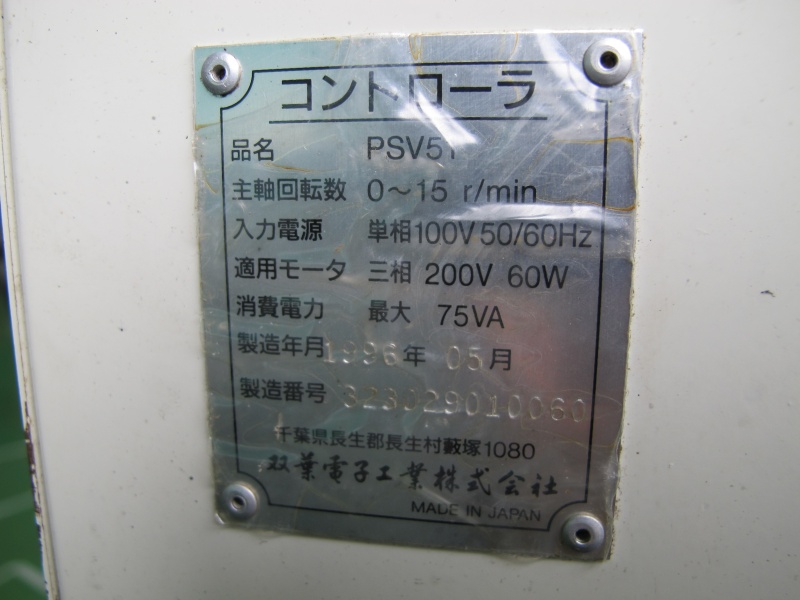 コントローラ
品名 PSV51
主軸回転数 0～15 r/min
入力電源 単相100V50/60Hz
適用モータ 三相 200V 60W
消費電力 最大 75VA
製造年月 1996年 05月
製造番号 323029010060
千葉県長生郡長生村藪塚1080
双葉電子工業株式会社
MADE IN JAPAN